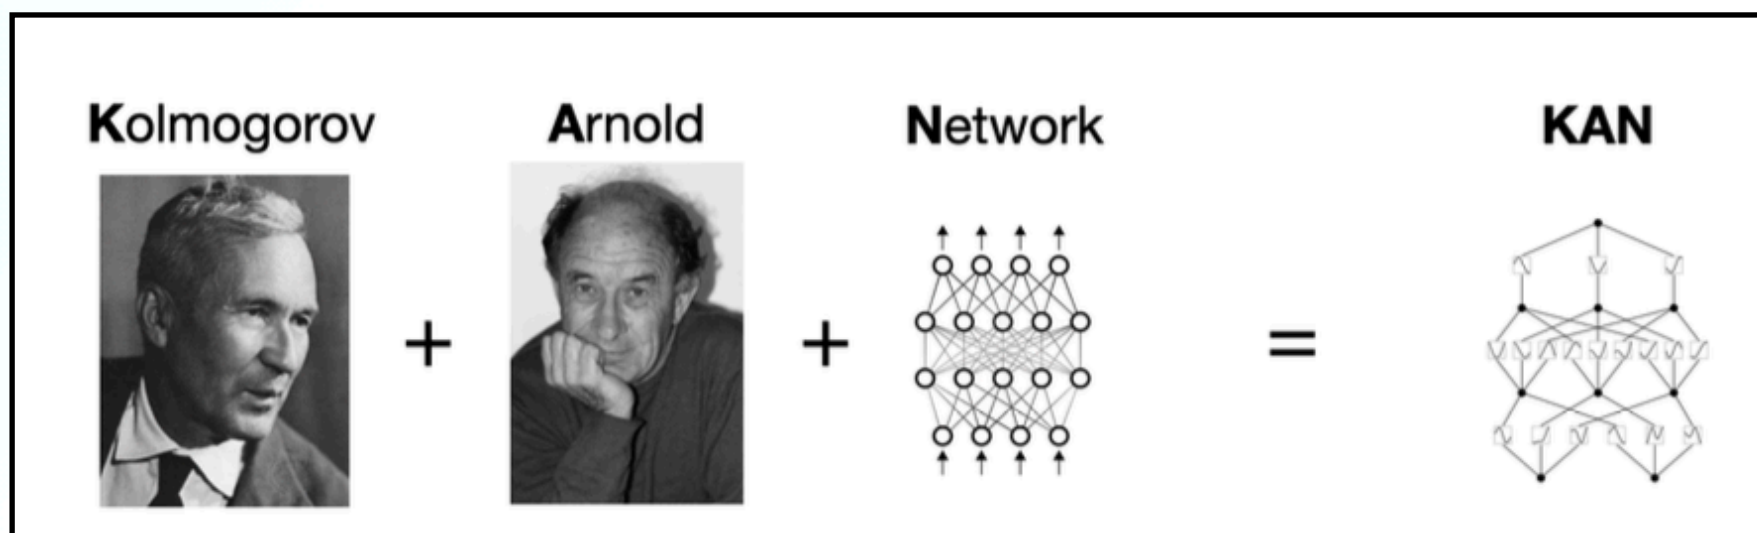 Kolmogorov Arnold Network KAN
+ + =